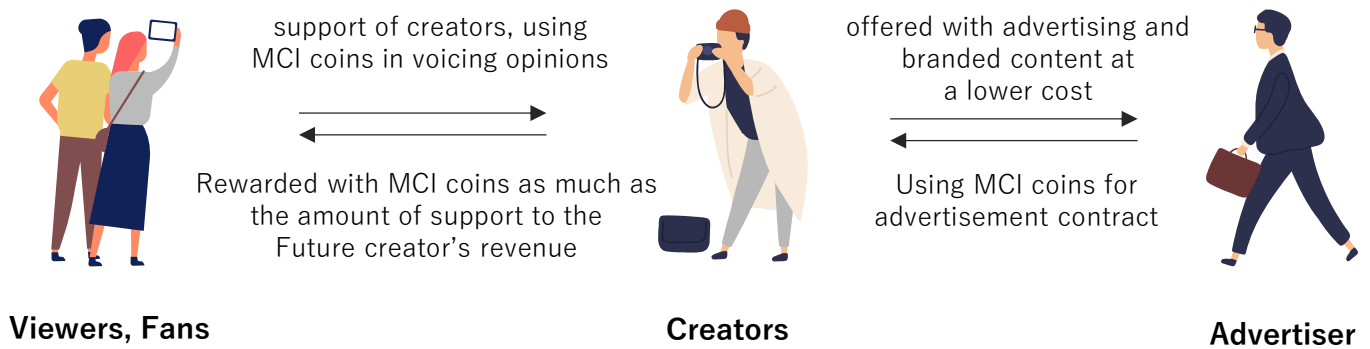 support of creators, using
MCI coins in voicing opinions
Rewarded with MCI coins as much as
the amount of support to the
Future creator’s revenue
offered with advertising and
branded content at
a lower cost
Using MCI coins for
advertisement contract
Viewers, Fans
Creators
Advertiser